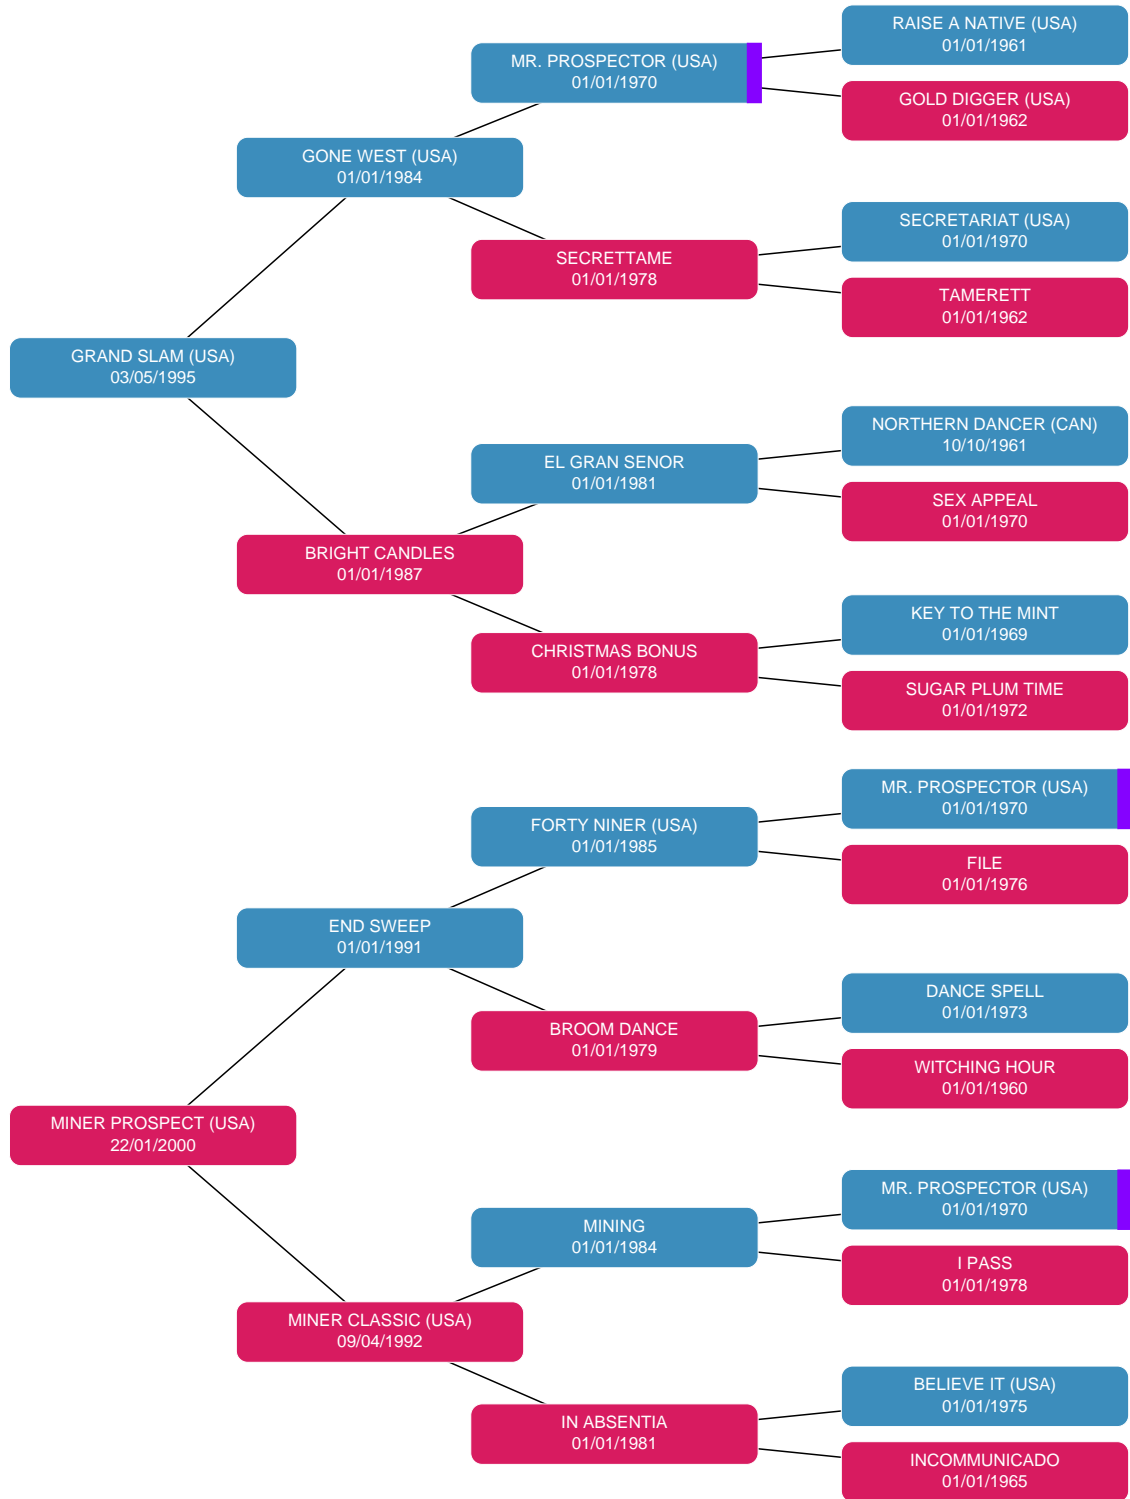 RAISE A NATIVE (USA)
01/01/1961
MR. PROSPECTOR (USA)
01/01/1970
GOLD DIGGER (USA)
01/01/1962
GONE WEST (USA)
01/01/1984
SECRETARIAT (USA)
01/01/1970
SECRETTAME
01/01/1978
TAMERETT
01/01/1962
GRAND SLAM (USA)
03/05/1995
NORTHERN DANCER (CAN)
10/10/1961
EL GRAN SENOR
01/01/1981
SEX APPEAL
01/01/1970
BRIGHT CANDLES
01/01/1987
KEY TO THE MINT
01/01/1969
CHRISTMAS BONUS
01/01/1978
SUGAR PLUM TIME
01/01/1972
MR. PROSPECTOR (USA)
01/01/1970
FORTY NINER (USA)
01/01/1985
FILE
01/01/1976
END SWEEP
01/01/1991
DANCE SPELL
01/01/1973
BROOM DANCE
01/01/1979
WITCHING HOUR
01/01/1960
MINER PROSPECT (USA)
22/01/2000
MR. PROSPECTOR (USA)
01/01/1970
MINING
01/01/1984
I PASS
01/01/1978
MINER CLASSIC (USA)
09/04/1992
BELIEVE IT (USA)
01/01/1975
IN ABSENTIA
01/01/1981
INCOMMUNICADO
01/01/1965